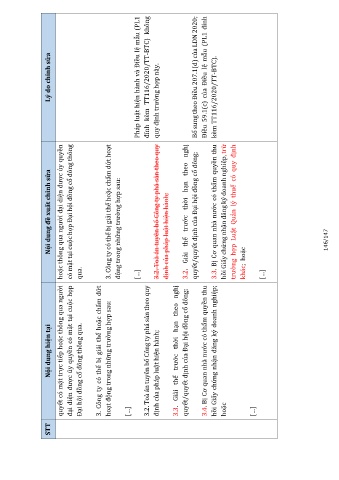 STT
Nội dung hiện tại
Nội dung đề xuất chỉnh sửa
Lý do chỉnh sửa
quyết có mặt trực tiếp hoặc thông qua người
đại diện được ủy quyền có mặt tại cuộc họp
Đại hội đồng cổ đông thông qua.
3. Công ty có thể bị giải thể hoặc chấm dứt
hoạt động trong những trường hợp sau:
[...]
3.2. Toà án tuyên bố Công ty phá sản theo quy
định của pháp luật hiện hành;
3.3. Giải thể trước thời hạn theo nghị
quyết/quyết định của Đại hội đồng cổ đông;
3.4. Bị Cơ quan nhà nước có thẩm quyền thu
hồi Giấy chứng nhận đăng ký doanh nghiệp;
hoặc
[...]
hoặc thông qua người đại diện được ủy quyền
có mặt tại cuộc họp Đại hội đồng cổ đông thông
qua.
3. Công ty có thể bị giải thể hoặc chấm dứt hoạt
động trong những trường hợp sau:
[...]
3.2. Toà án tuyên bố Công ty phá sản theo quy
định của pháp luật hiện hành;
3.2. Giải thể trước thời hạn theo nghị
quyết/quyết định của Đại hội đồng cổ đông;
3.3. Bị Cơ quan nhà nước có thẩm quyền thu
hồi Giấy chứng nhận đăng ký doanh nghiệp, trừ
trường hợp Luật Quản lý thuế có quy định
khác; hoặc
[...]
Pháp luật hiện hành và Điều lệ mẫu (PL1
đính kèm TT116/2020/TT-BTC) không
quy định trường hợp này.
Bổ sung theo Điều 207.1(d) của LDN 2020;
Điều 59.1(c) của Điều lệ mẫu (PL1 đính
kèm TT116/2020/TT-BTC).
146/147